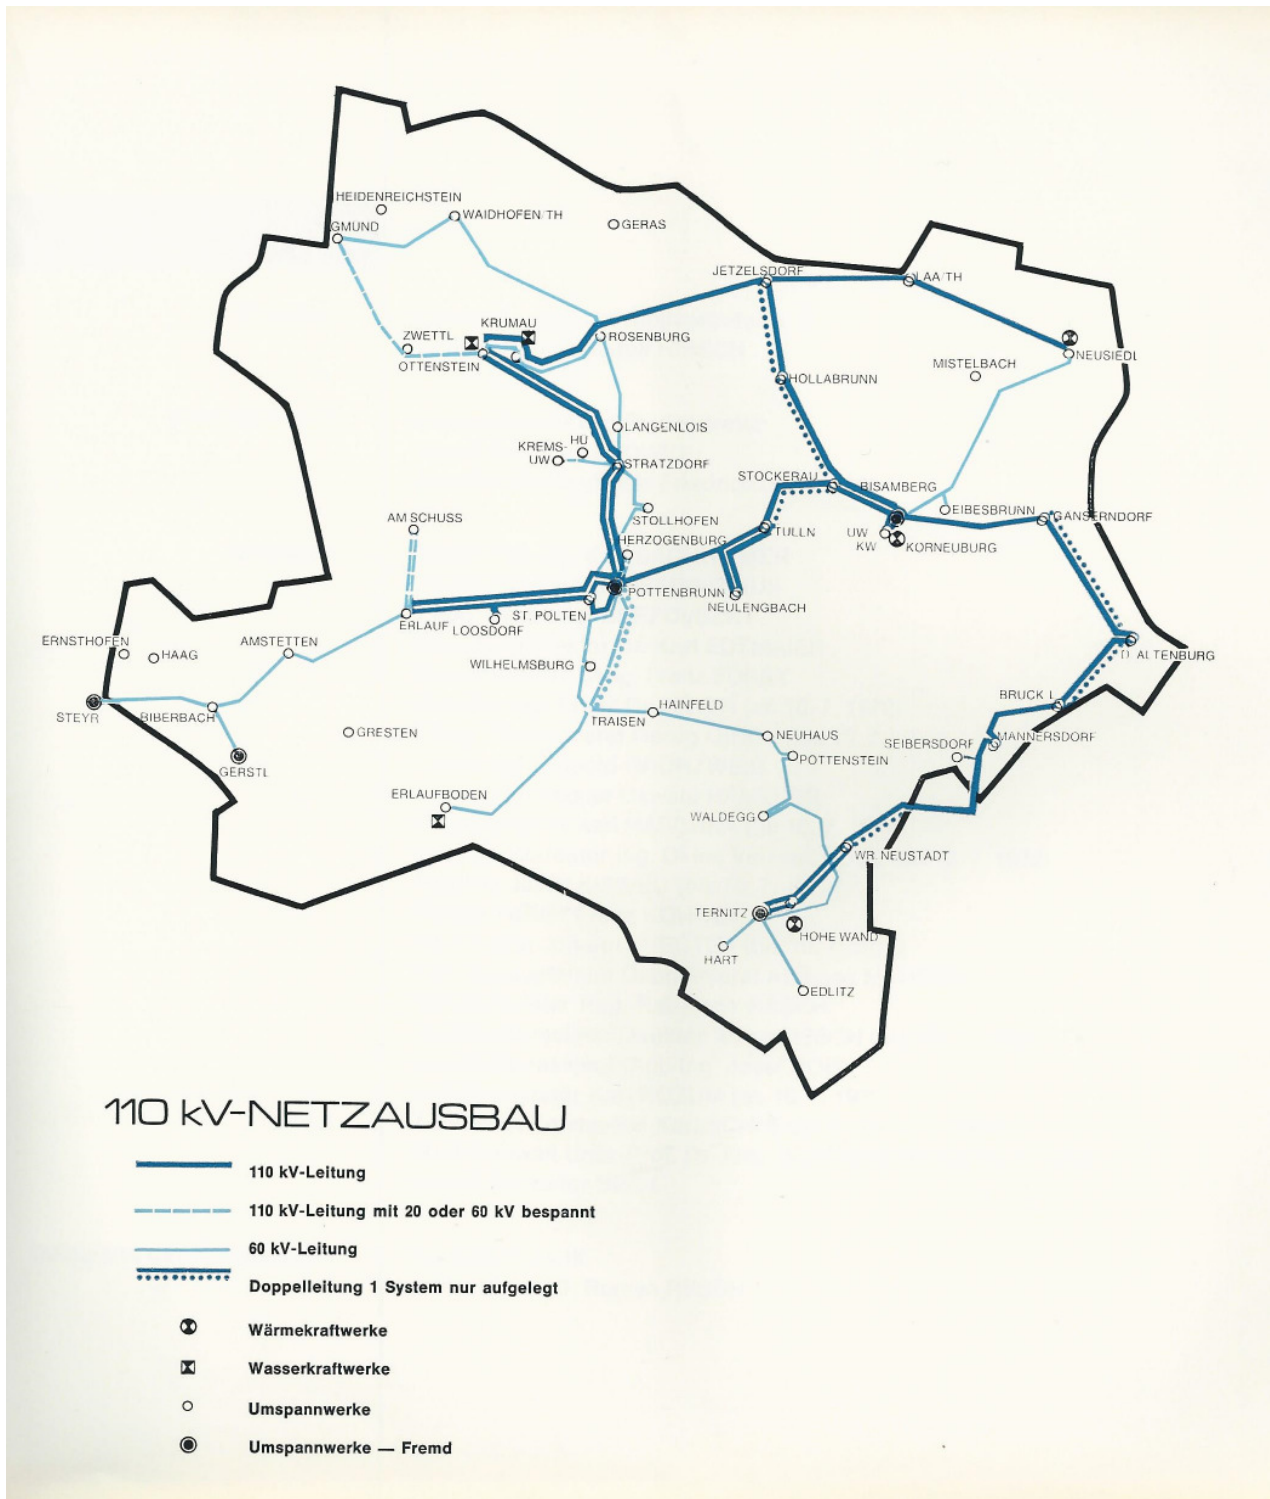 HEIDENREICHSTEIN
WAIDHOFEN/TH
GMUND
GERAS
JETZELSDORF
LAA/TH
KRUMAU
ZWETTL
ROSENBURG
OTTENSTEIN
NEUSIEDL
MISTELBACH
HOLLABRUNN
LANGENLOIS
HU
KREMS-
UW
STRATZDORF
STOCKERAU
BISAMBERG
AM SCHUSS
STOLLHOFEN
EIBESBRUNN
GANSERNDORF
HERZOGENBURG
TULLN
UW
KW
KORNEUBURG
POTTENBRUNN
NEULENGBACH
ST. POLTEN
ERLAUF
LOOSDORF
ERNSTHOFEN
HAAG
AMSTETTEN
WILHELMSBURG
D. ALTENBURG
BRUCK L.
STEYR
BIBERBACH
TRAISEN
HAINFELD
GRESTEN
NEUHAUS
SEIBERSDORF
MANNERSDORF
POTTENSTEIN
GERSTL
ERLAUFBODEN
WALDEGG
WR. NEUSTADT
TERNITZ
HOHE WAND
HART
EDLITZ
110 kV-NETZAUSBAU
110 kV-Leitung
110 kV-Leitung mit 20 oder 60 kV bespannt
60 kV-Leitung
Doppelleitung 1 System nur aufgelegt
Wärmekraftwerke
Wasserkraftwerke
Umspannwerke
Umspannwerke — Fremd